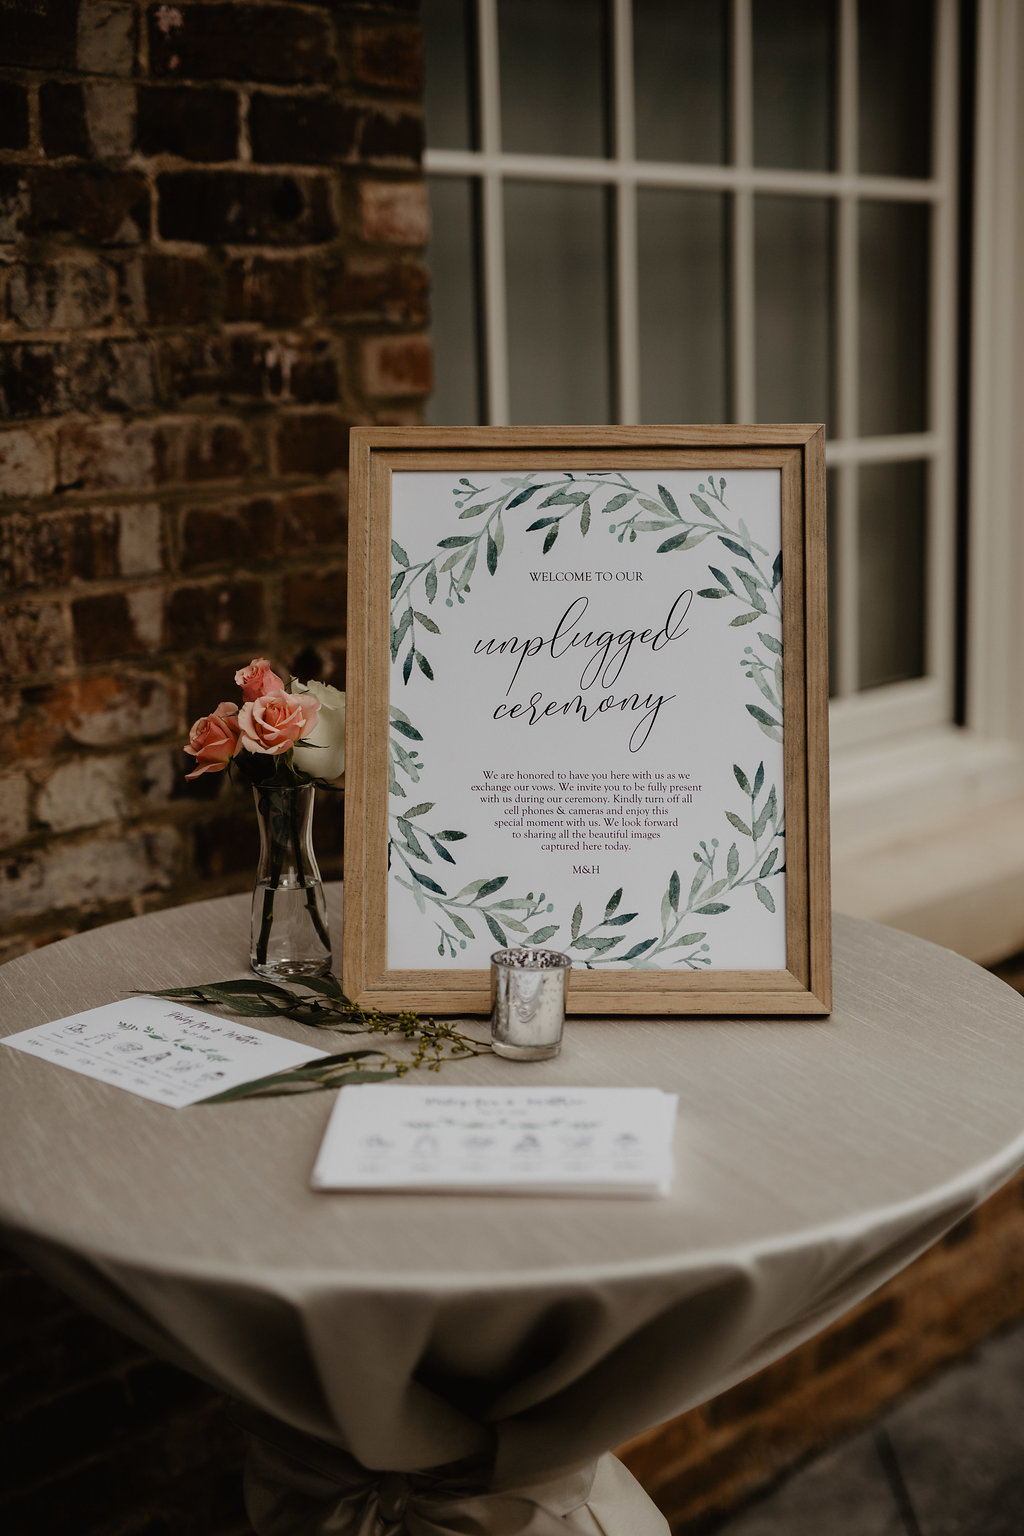 WELCOME TO OUR
unplugged
ceremony
We are honored to have you here with us as we
exchange our vows. We invite you to be fully present
with us during our ceremony. Kindly turn off all
cell phones & cameras and enjoy this
special moment with us. We look forward
to sharing all the beautiful images
captured here today.
M&H